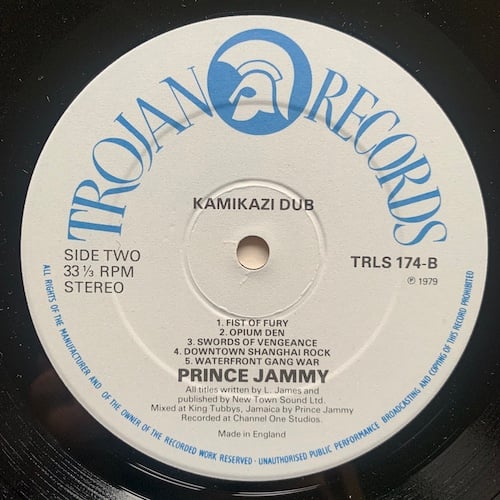 TROJAN RECORDS
KAMIKAZI DUB
SIDE TWO
33 ⅓ RPM
STEREO
TRLS 174-B
℗ 1979
1. FIST OF FURY
2. OPIUM DEN
3. SWORDS OF VENGEANCE
4. DOWNTOWN SHANGHAI ROCK
5. WATERFRONT GANG WAR
PRINCE JAMMY
All titles written by L. James and
published by New Town Sound Ltd.
Mixed at King Tubbys, Jamaica by Prince Jammy
Recorded at Channel One Studios.
Made in England
ALL RIGHTS OF THE MANUFACTURER AND OF THE OWNER OF THE RECORDED WORK RESERVED · UNAUTHORISED PUBLIC PERFORMANCE BROADCASTING AND COPYING OF THIS RECORD PROHIBITED